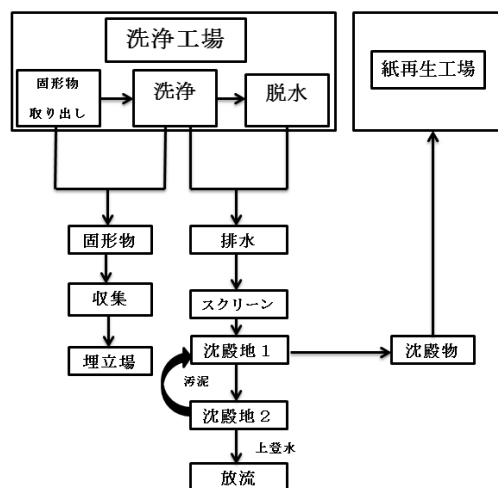 洗浄工場
紙再生工場
固形物
取り出し
洗浄
脱水
固形物
排水
収集
スクリーン
埋立場
沈殿地１
沈殿物
汚泥
沈殿地２
上登水
放流